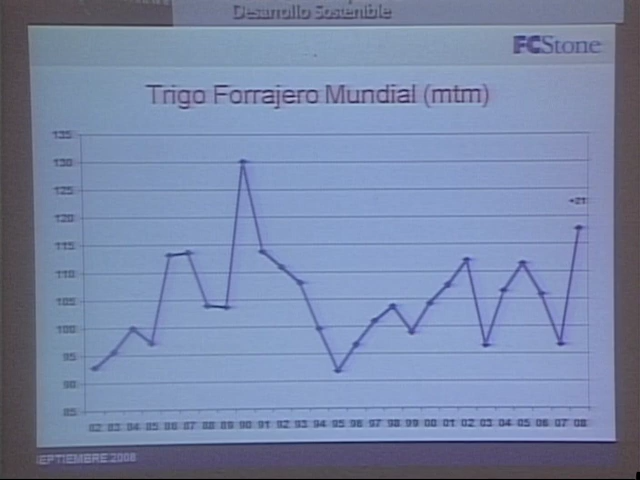 Desarrollo Sostenible
FCStone
Trigo Forrajero Mundial (mtm)
135
130
125
120
+21
115
110
105
100
95
90
85
82 83 84 85 86 87 88 89 90 91 92 93 94 95 96 97 98 99 00 01 02 03 04 05 06 07 08
SEPTIEMBRE 2008